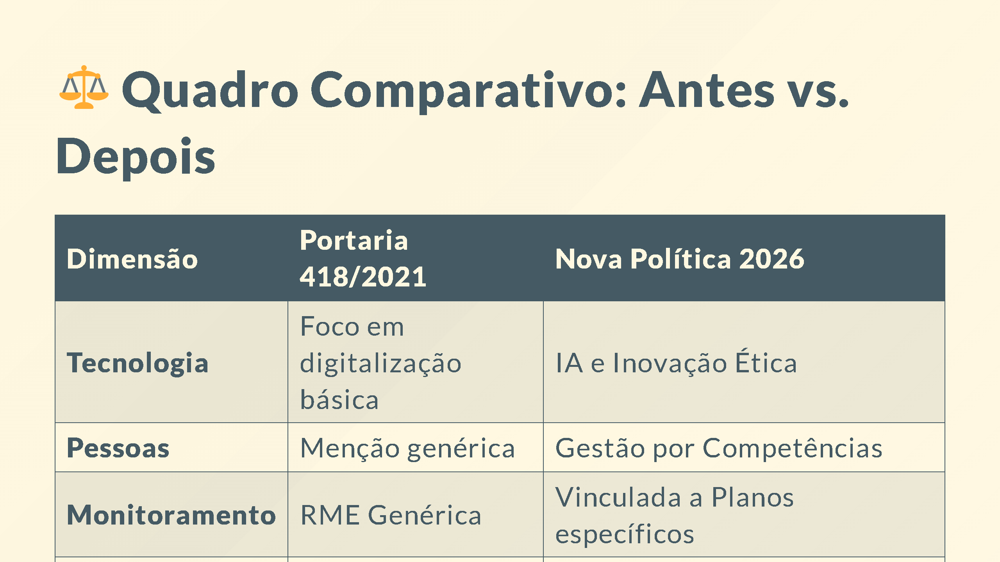 ⚖️ Quadro Comparativo: Antes vs.
Depois
Dimensão
Portaria
418/2021
Nova Política 2026
Tecnologia
Foco em
digitalização
básica
IA e Inovação Ética
Pessoas
Menção genérica
Gestão por Competências
Monitoramento
RME Genérica
Vinculada a Planos
específicos